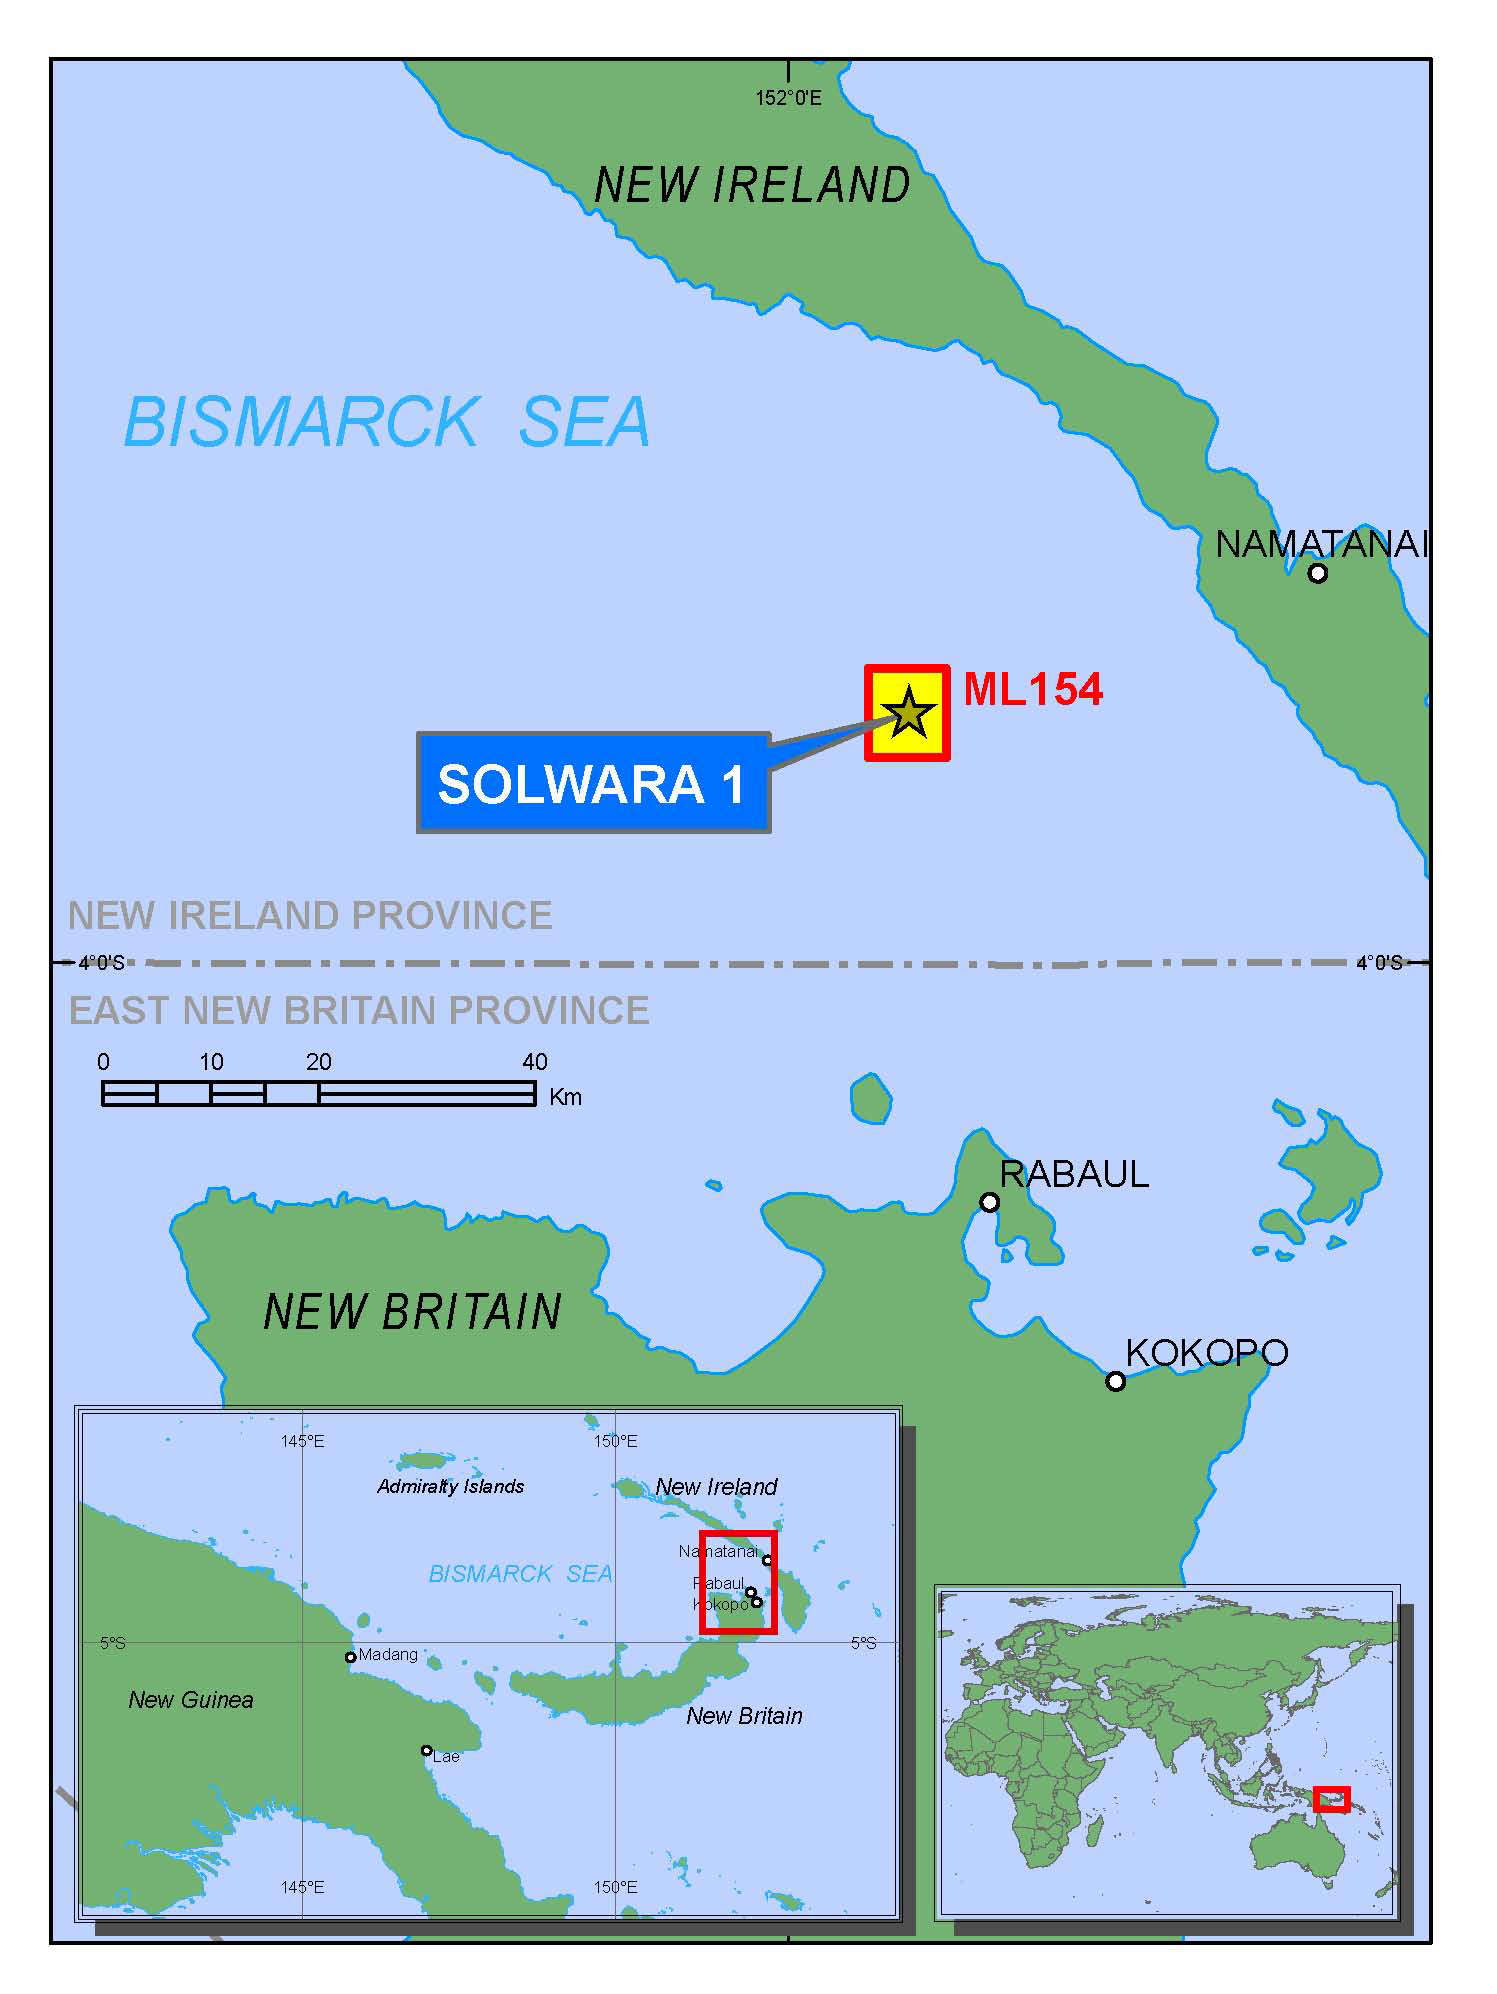 152°0'E
NEW IRELAND
BISMARCK SEA
NAMATANAI
ML154
SOLWARA 1
NEW IRELAND PROVINCE
4°0'S
4°0'S
EAST NEW BRITAIN PROVINCE
0 10 20 40
Km
RABAUL
NEW BRITAIN
KOKOPO
145°E 150°E
Admiralty Islands
New Ireland
Namatanai
BISMARCK SEA
Rabaul
Kokopo
5°S 5°S
Madang
New Guinea
New Britain
Lae
145°E 150°E